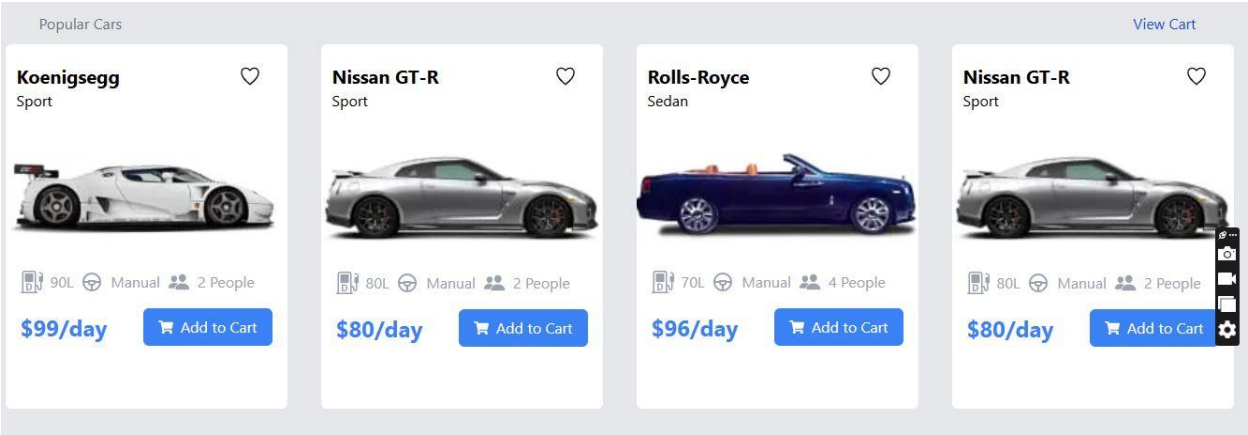 Popular Cars
View Cart
Koenigsegg
Sport
90L Manual 2 People
$99/day
Add to Cart
Nissan GT-R
Sport
80L Manual 2 People
$80/day
Add to Cart
Rolls-Royce
Sedan
70L Manual 4 People
$96/day
Add to Cart
Nissan GT-R
Sport
80L Manual 2 People
$80/day
Add to Cart